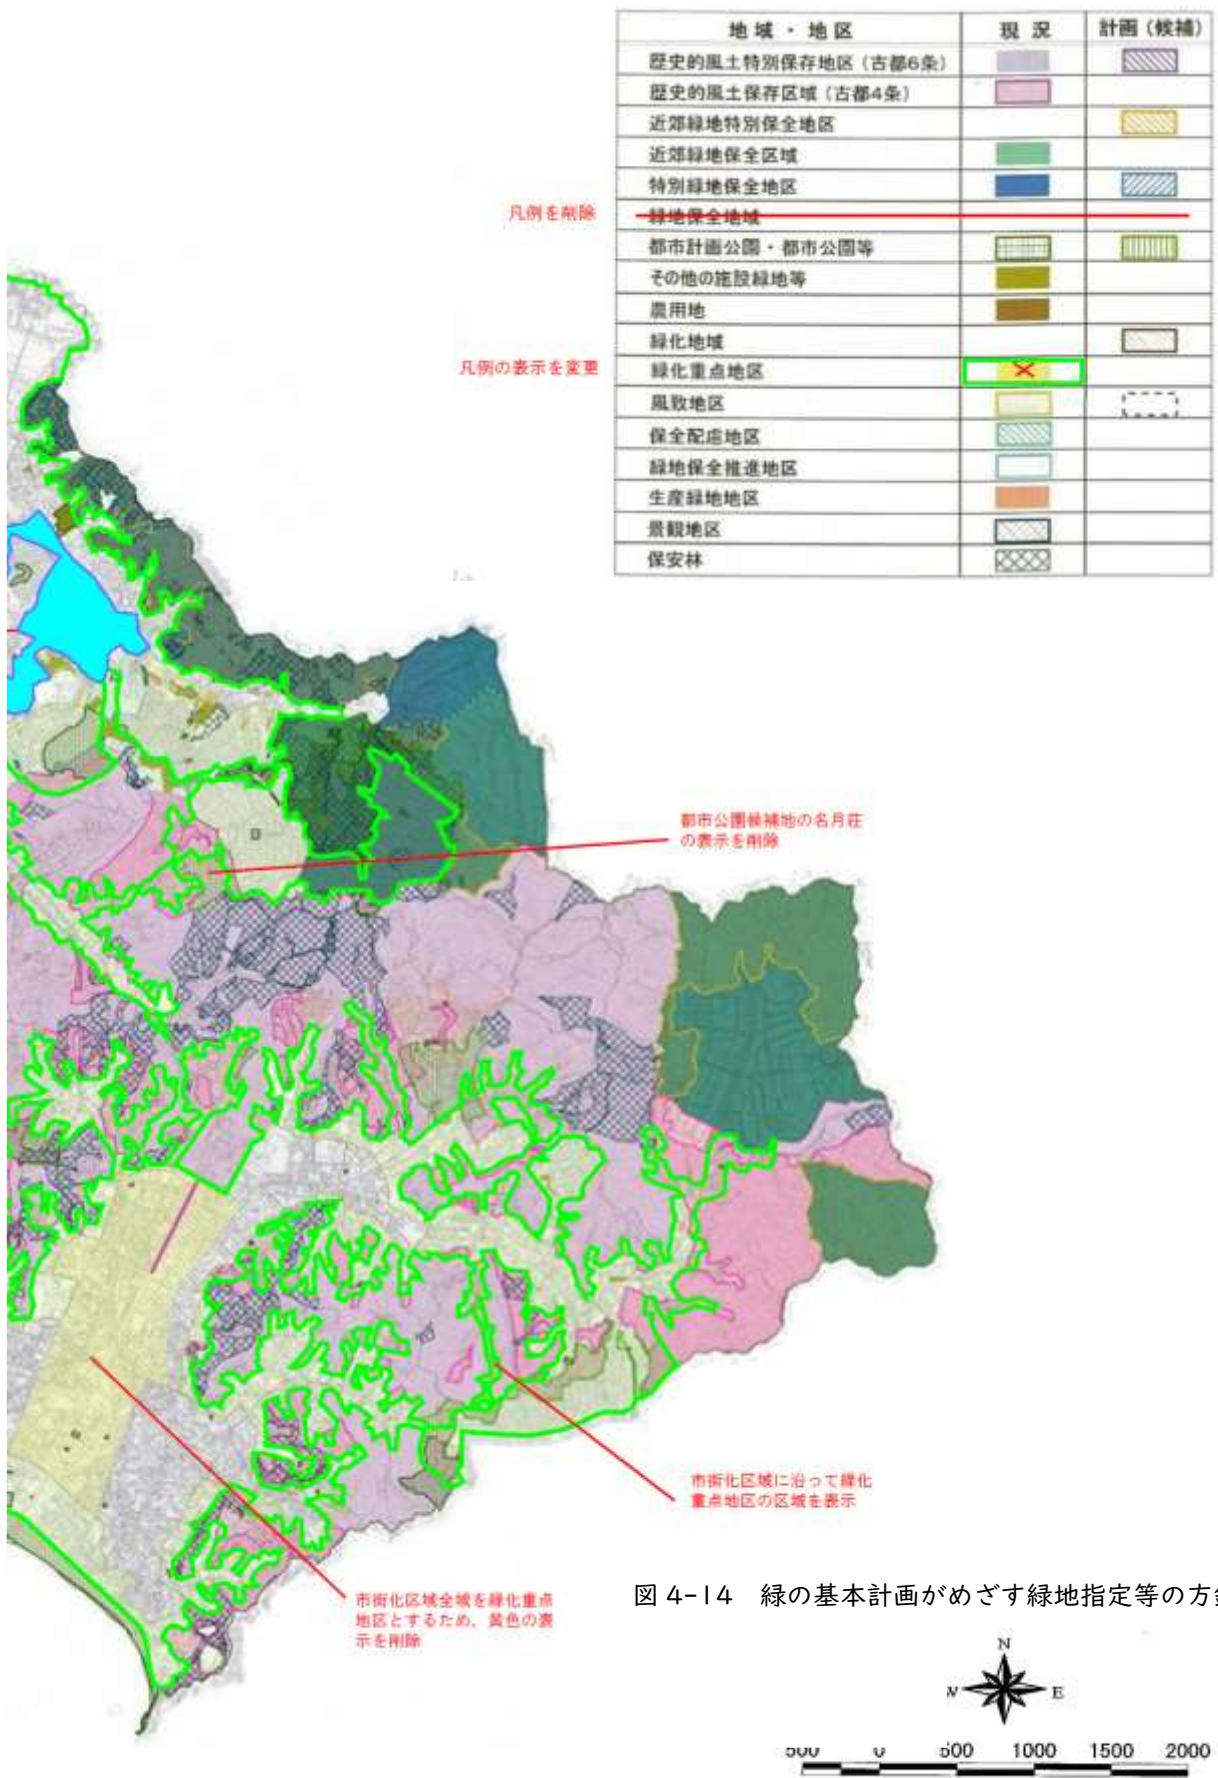 地域・地区 現況 計画(候補)
歴史的風土特別保存地区(古都6条)
歴史的風土保存区域(古都4条)
近郊緑地特別保全地区
近郊緑地保全区域
特別緑地保全地区
凡例を削除 緑地保全地域
都市計画公園・都市公園等
その他の施設緑地等
農用地
緑化地域
凡例の表示を変更 緑化重点地区
風致地区
保全配慮地区
緑地保全推進地区
生産緑地地区
景観地区
保安林
都市公園候補地の名月荘
の表示を削除
市街化区域に沿って緑化
重点地区の区域を表示
市街化区域全域を緑化重点
地区とするため、黄色の表
示を削除
図 4-14 緑の基本計画がめざす緑地指定等の方
N
W E
500 0 500 1000 1500 2000